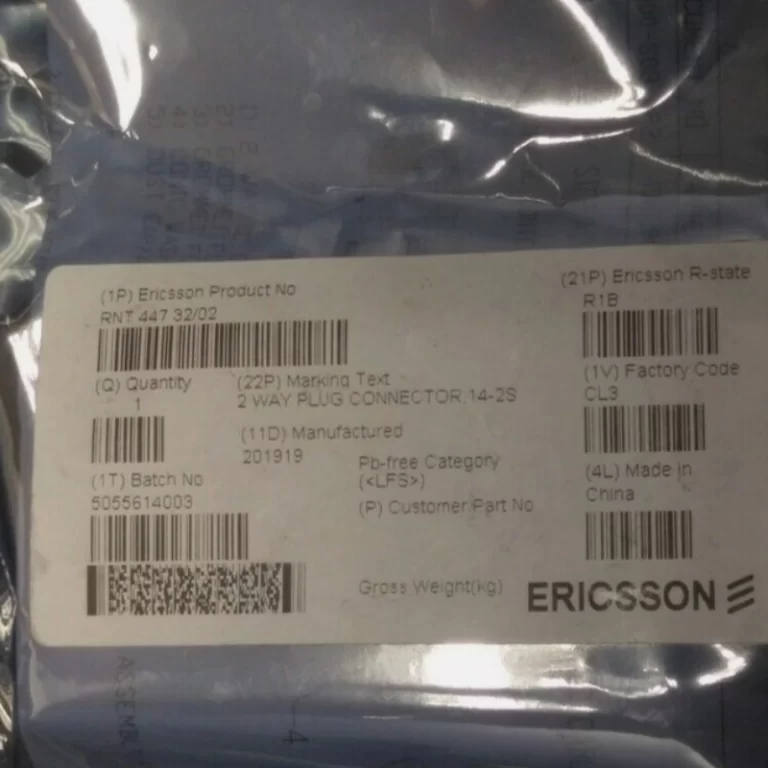 (1P) Ericsson Product No
RNT 447 32/02
(21P) Ericsson R-state
R1B
(Q) Quantity
1
(22P) Marking Text
2 WAY PLUG CONNECTOR;14-2S
(1V) Factory Code
CL3
(11D) Manufactured
201919
(1T) Batch No
5055614003
Pb-free Category
(<LFS>)
(P) Customer Part No
(4L) Made in
China
Gross Weight(kg)
ERICSSON